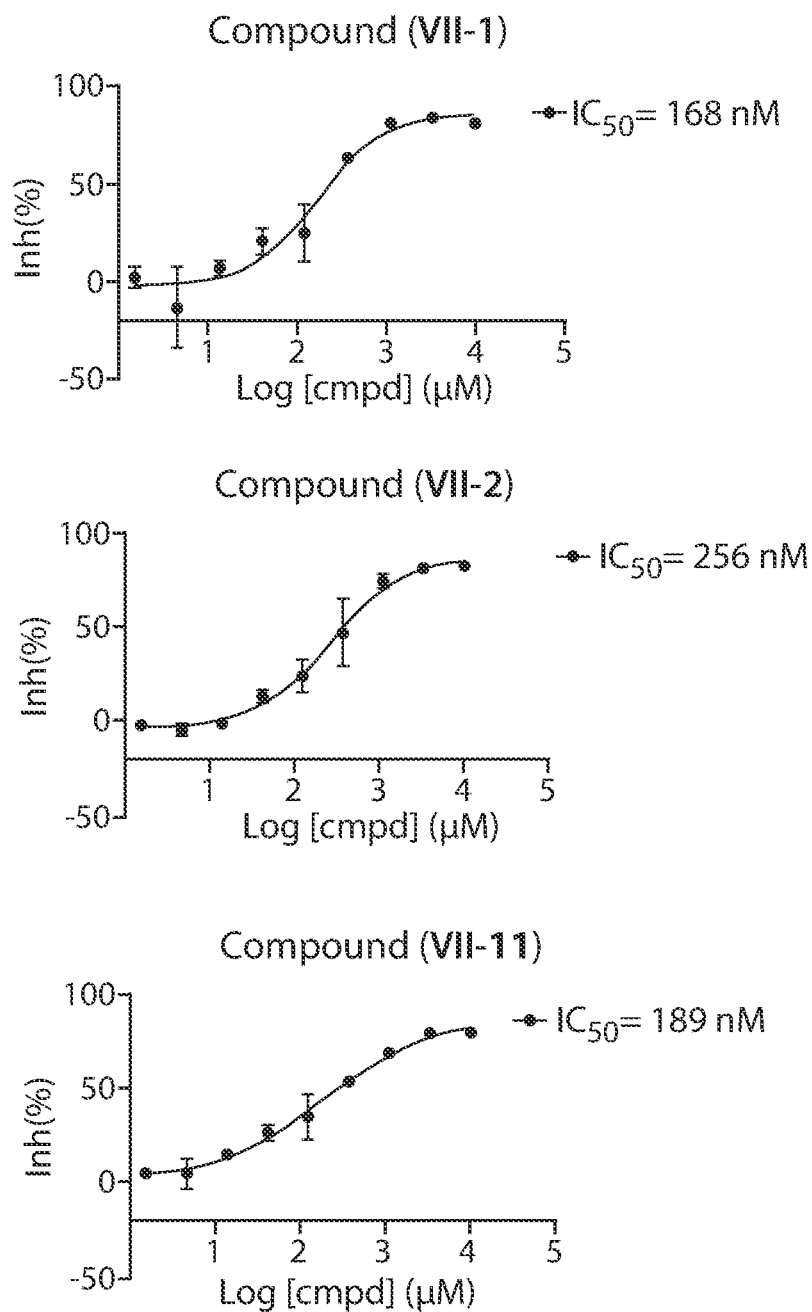 Compound (VII-1)
100
50
0
-50
Inh(%)
1 2 3 4 5
Log [cmpd] (µM)
IC50= 168 nM
Compound (VII-2)
100
50
0
-50
Inh(%)
1 2 3 4 5
Log [cmpd] (µM)
IC50= 256 nM
Compound (VII-11)
100
50
0
-50
Inh(%)
1 2 3 4 5
Log [cmpd] (µM)
IC50= 189 nM